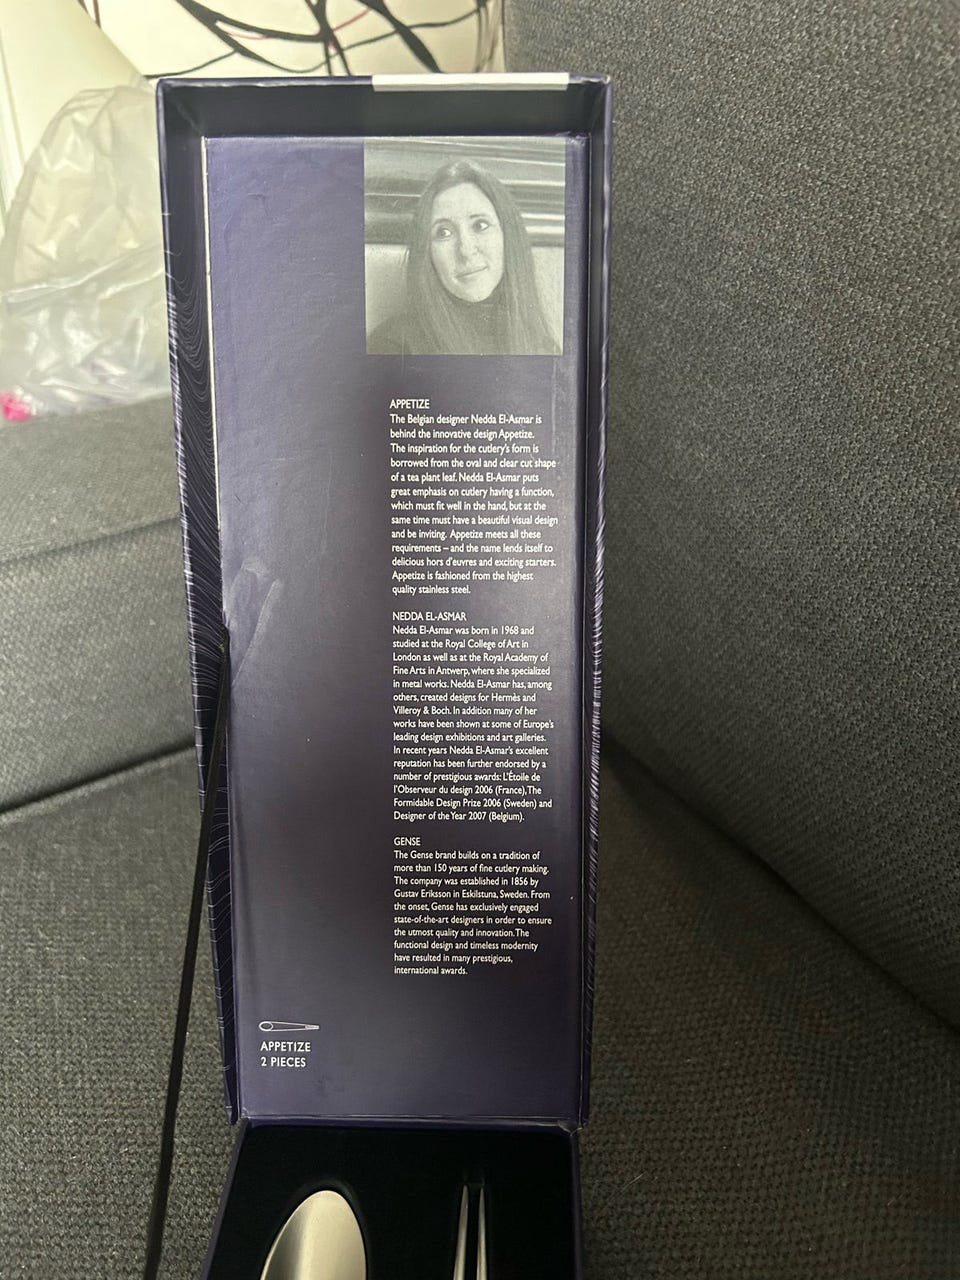 APPETIZE
The Belgian designer Nedda El-Asmar is
behind the innovative design Appetize.
The inspiration for the cutlery's form is
borrowed from the oval and clear cut shape
of a tea plant leaf. Nedda El-Asmar puts
great emphasis on cutlery having a function,
which must fit well in the hand, but at the
same time must have a beautiful visual design
and be inviting. Appetize meets all these
requirements – and the name lends itself to
delicious hors d'euvres and exciting starters.
Appetize is fashioned from the highest
quality stainless steel.
NEDDA EL-ASMAR
Nedda El-Asmar was born in 1968 and
studied at the Royal College of Art in
London as well as at the Royal Academy of
Fine Arts in Antwerp, where she specialized
in metal works. Nedda El-Asmar has, among
others, created designs for Hermès and
Villeroy & Boch. In addition many of her
works have been shown at some of Europe's
leading design exhibitions and art galleries.
In recent years Nedda El-Asmar's excellent
reputation has been further endorsed by a
number of prestigious awards: L'Étoile de
l'Observeur du design 2006 (France), The
Formidable Design Prize 2006 (Sweden) and
Designer of the Year 2007 (Belgium).
GENSE
The Gense brand builds on a tradition of
more than 150 years of fine cutlery making.
The company was established in 1856 by
Gustav Eriksson in Eskilstuna, Sweden. From
the onset, Gense has exclusively engaged
state-of-the-art designers in order to ensure
the utmost quality and innovation. The
functional design and timeless modernity
have resulted in many prestigious,
international awards.
APPETIZE
2 PIECES